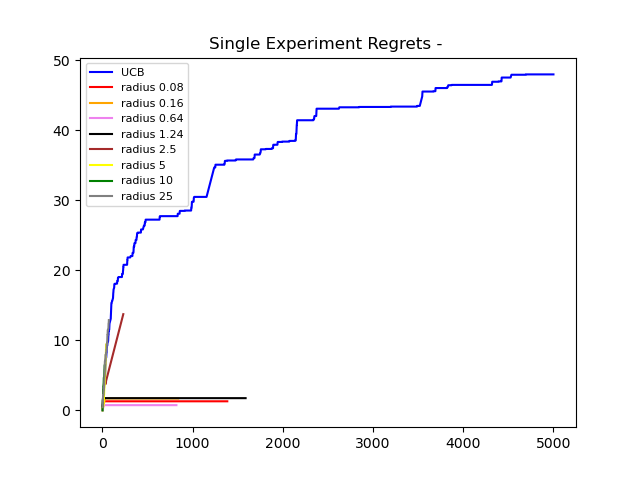 Single Experiment Regrets -
50
40
30
20
10
0
UCB
radius 0.08
radius 0.16
radius 0.64
radius 1.24
radius 2.5
radius 5
radius 10
radius 25
0 1000 2000 3000 4000 5000